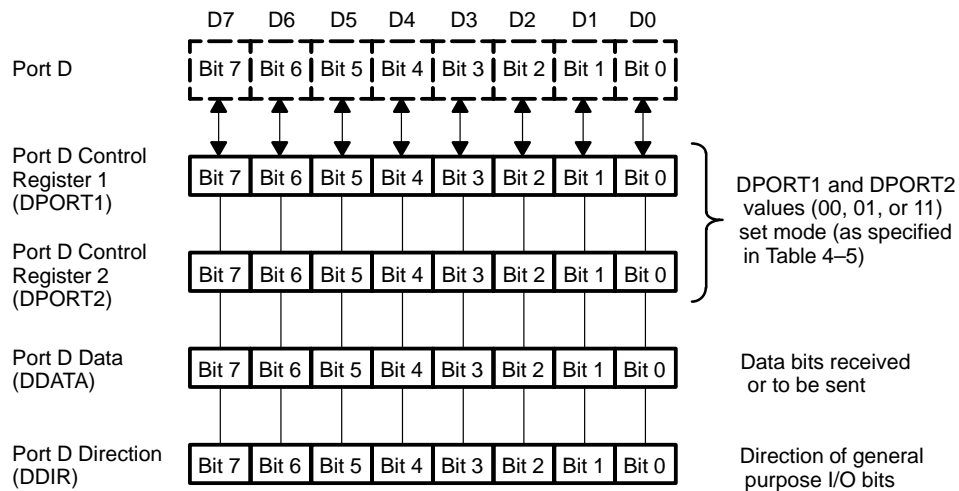 D7 D6 D5 D4 D3 D2 D1 D0
Port D
Bit 7 Bit 6 Bit 5 Bit 4 Bit 3 Bit 2 Bit 1 Bit 0
Port D Control
Register 1
(DPORT1)
Bit 7 Bit 6 Bit 5 Bit 4 Bit 3 Bit 2 Bit 1 Bit 0
DPORT1 and DPORT2
values (00, 01, or 11)
set mode (as specified
in Table 4–5)
Port D Control
Register 2
(DPORT2)
Bit 7 Bit 6 Bit 5 Bit 4 Bit 3 Bit 2 Bit 1 Bit 0
Port D Data
(DDATA)
Bit 7 Bit 6 Bit 5 Bit 4 Bit 3 Bit 2 Bit 1 Bit 0
Data bits received
or to be sent
Port D Direction
(DDIR)
Bit 7 Bit 6 Bit 5 Bit 4 Bit 3 Bit 2 Bit 1 Bit 0
Direction of general
purpose I/O bits